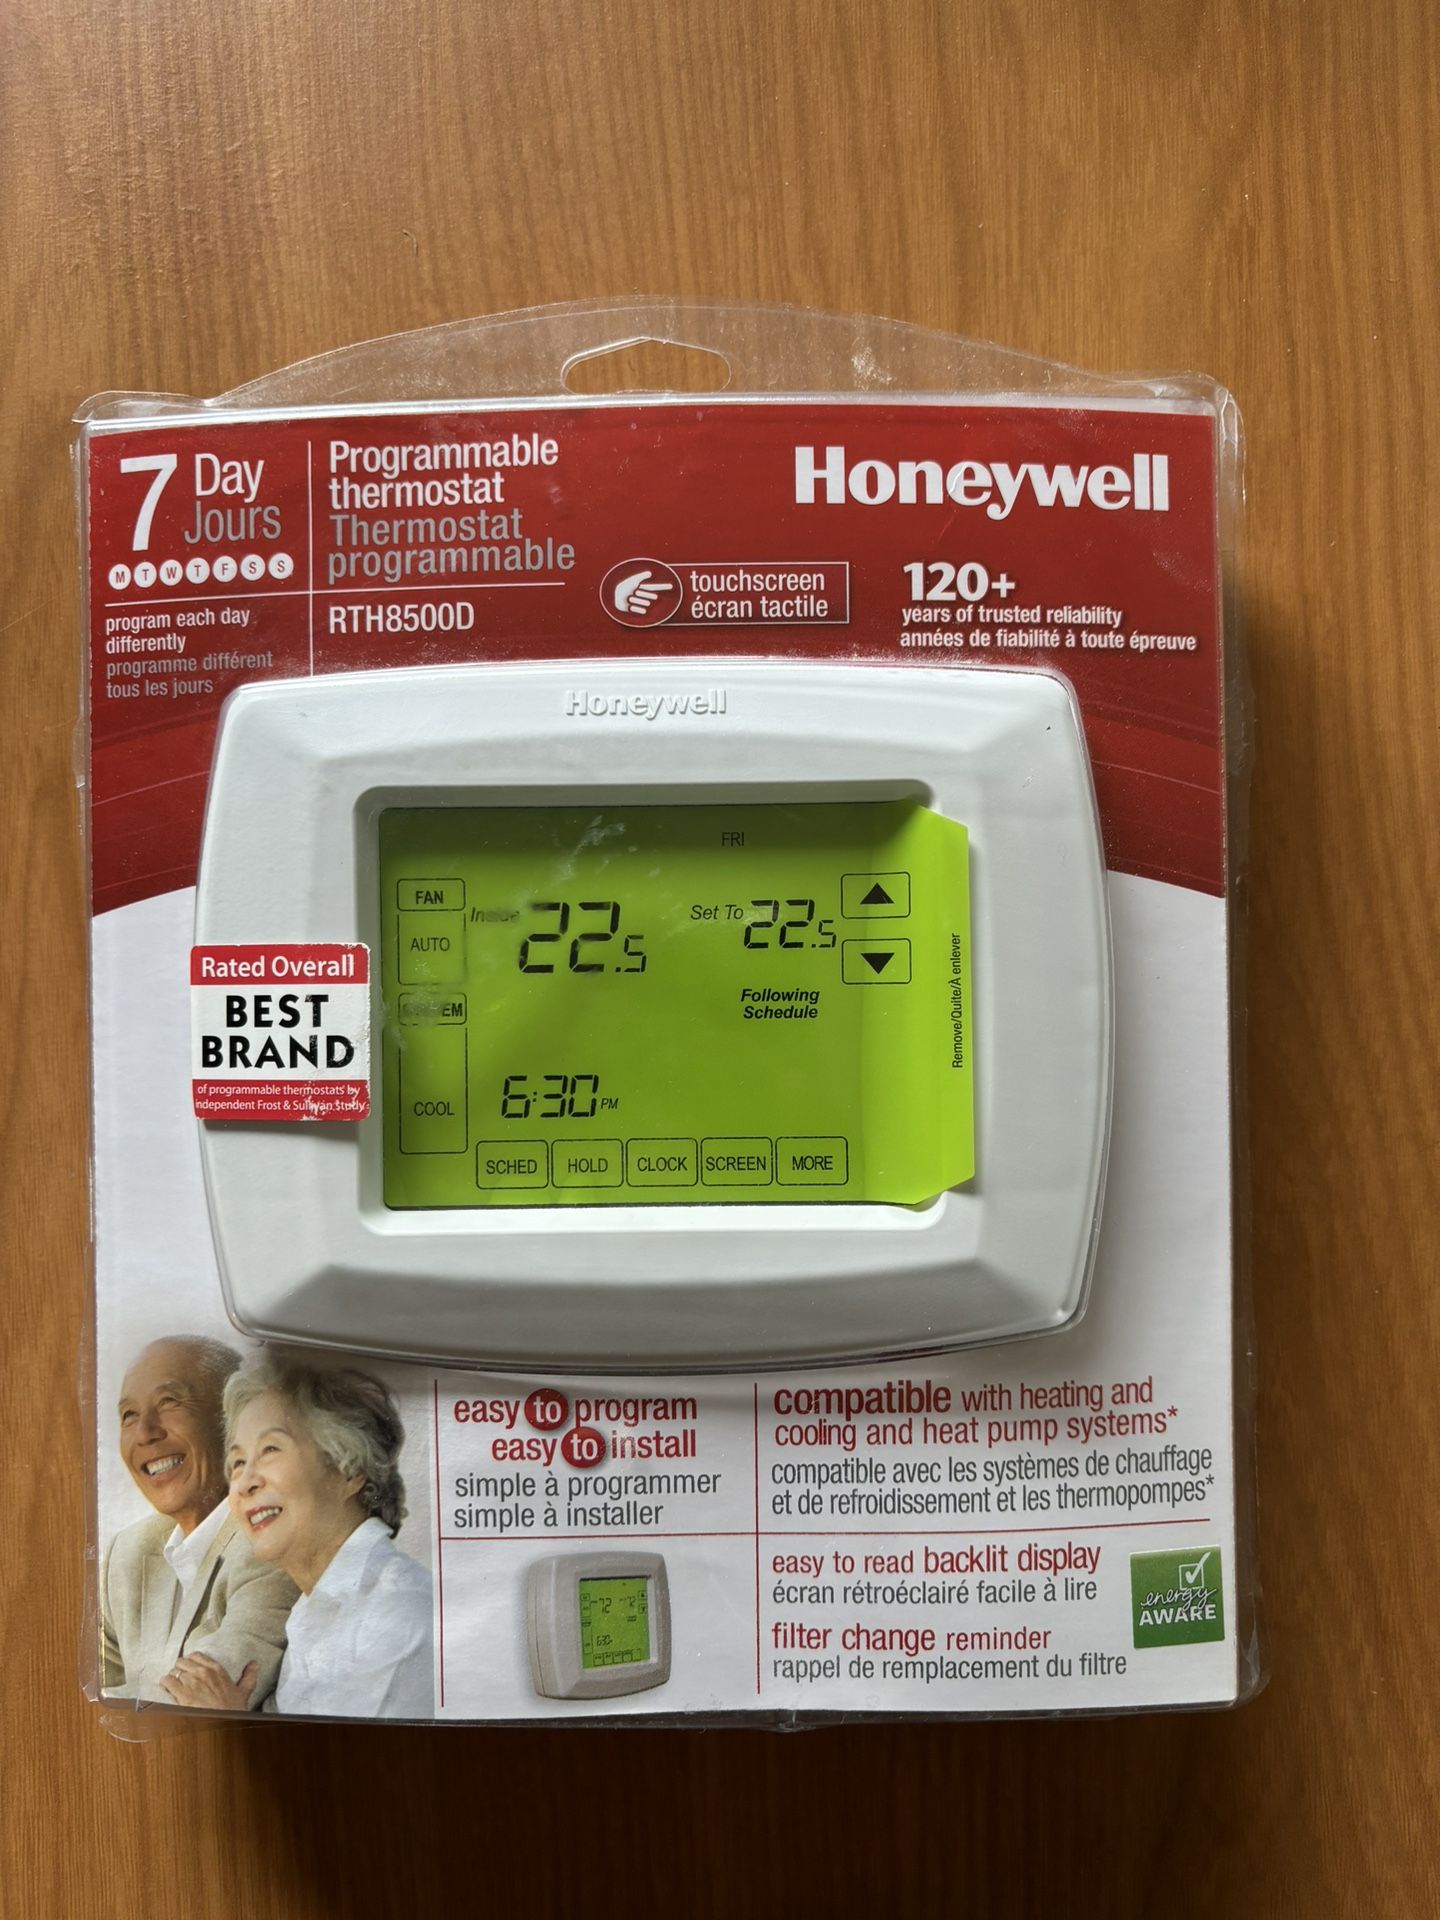 7 Day
Jours
M T W T F S S
program each day
differently
programme différent
tous les jours
Programmable
thermostat
Thermostat
programmable
RTH8500D
Honeywell
touchscreen
écran tactile
120+
years of trusted reliability
années de fiabilité à toute épreuve
Honeywell
FRI
FAN
AUTO
Inside 22.5
Set To 22.5
Following
Schedule
COOL
6:30 PM
SCHED HOLD CLOCK SCREEN MORE
Remove/Quite/À enlever
Rated Overall
BEST
BRAND
of programmable thermostats by
independent Frost & Sullivan Study
easy to program
easy to install
simple à programmer
simple à installer
compatible with heating and
cooling and heat pump systems*
compatible avec les systèmes de chauffage
et de refroidissement et les thermopompes*
easy to read backlit display
écran rétroéclairé facile à lire
filter change reminder
rappel de remplacement du filtre
energy
AWARE